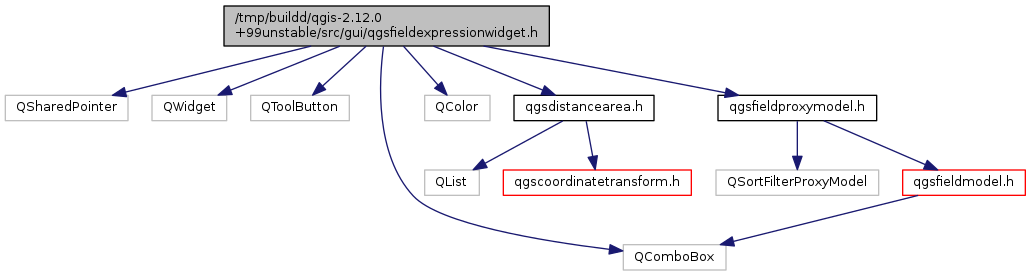 /tmp/buildd/qgis-2.12.0
+99unstable/src/gui/qgsfieldexpressionwidget.h
QSharedPointer
QWidget
QToolButton
QColor
qgsdistancearea.h
qgsfieldproxymodel.h
QList
qgscoordinatetransform.h
QSortFilterProxyModel
qgsfieldmodel.h
QComboBox